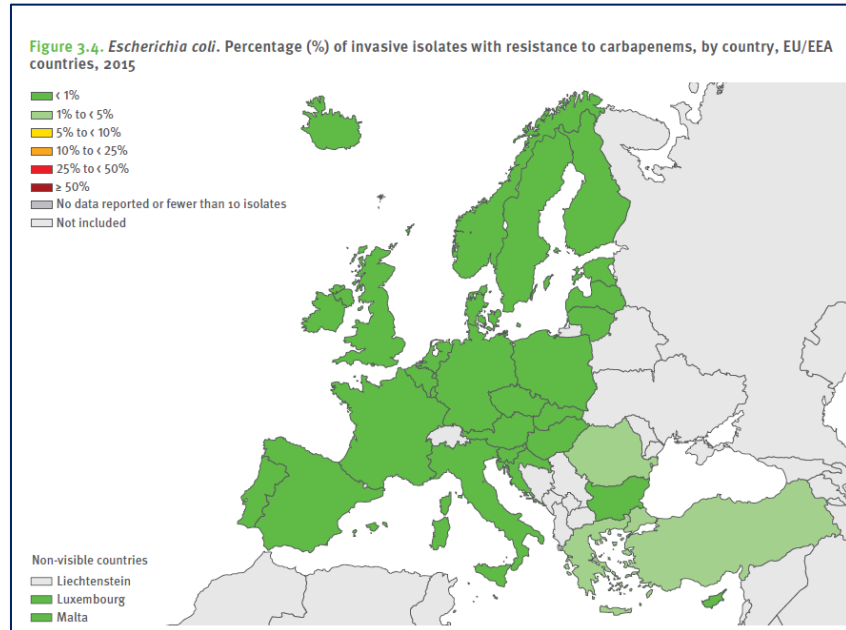 Figure 3.4. Escherichia coli. Percentage (%) of invasive isolates with resistance to carbapenems, by country, EU/EEA
countries, 2015
< 1%
1% to < 5%
5% to < 10%
10% to < 25%
25% to < 50%
≥ 50%
No data reported or fewer than 10 isolates
Not included
Non-visible countries
Liechtenstein
Luxembourg
Malta